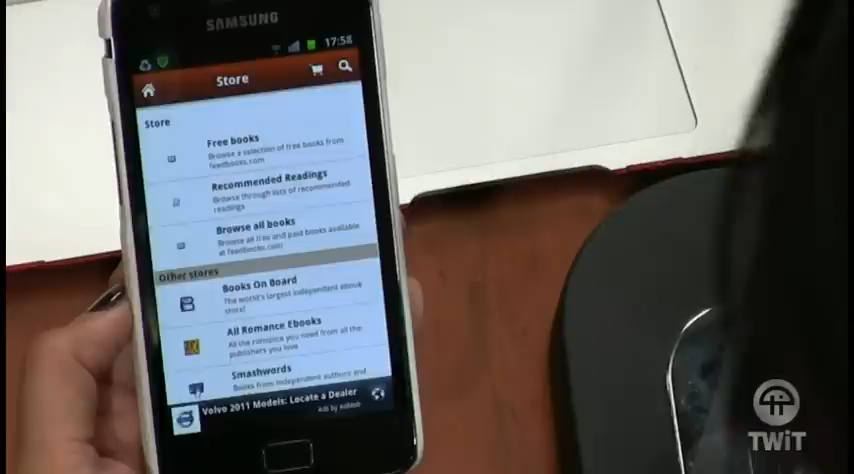 SAMSUNG
17:58
Store
Store
Free books
Browse a selection of free books from
feedbooks.com
Recommended Readings
Browse through lists of recommended
readings
Browse all books
Browse all free and paid books available
at feedbooks.com
Other stores
Books On Board
The world's largest independent ebook
store!
All Romance Ebooks
All the romance you need from all the
publishers you love
Smashwords
Books from independent authors and
Volvo 2011 Models: Locate a Dealer
Ads by AdMob
TWiT